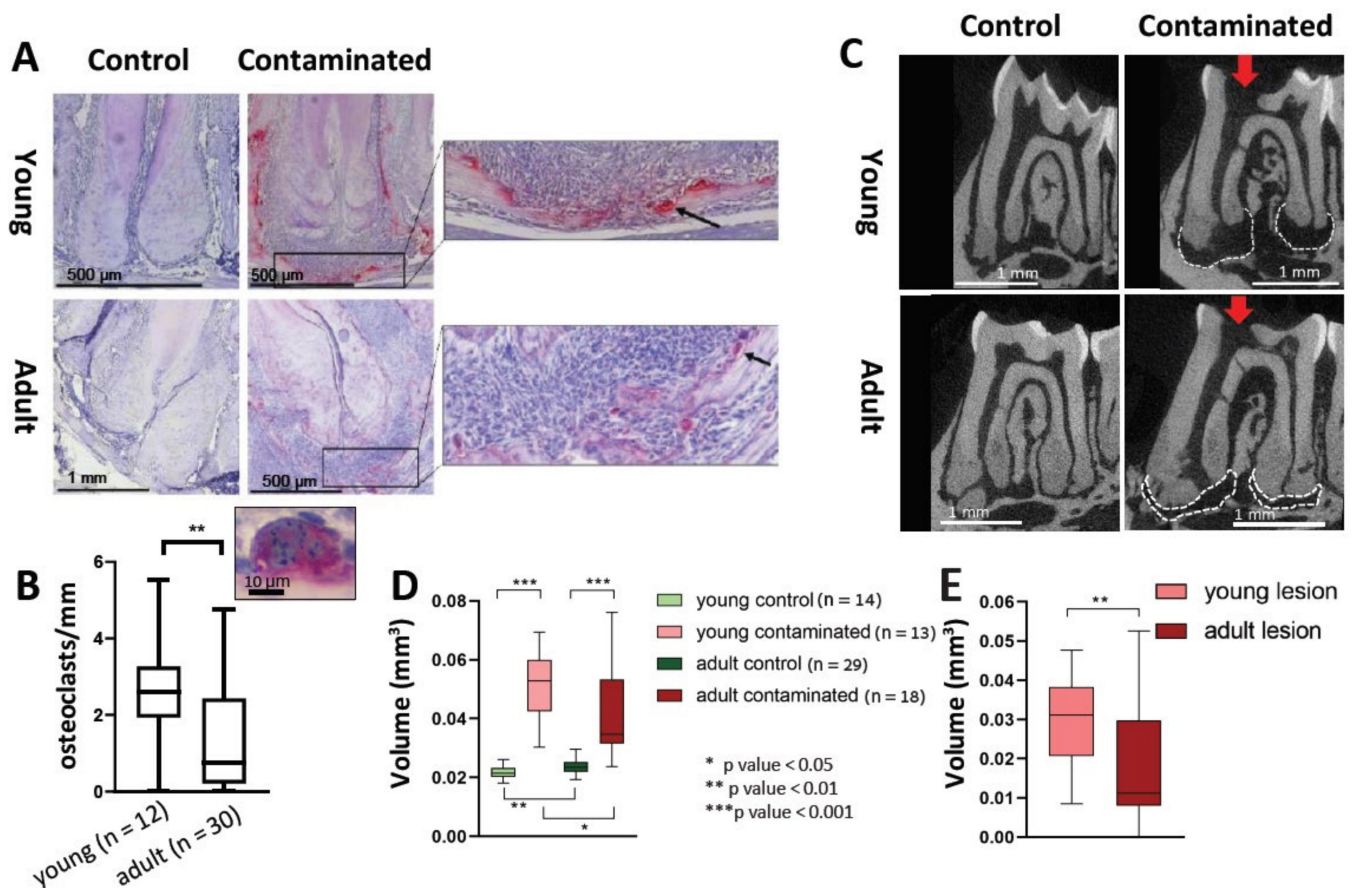 A
Control
Contaminated
Young
500 µm
500 µm
Adult
1 mm
500 µm
C
Control
Contaminated
Young
1 mm
1 mm
Adult
1 mm
1 mm
B
**
10 µm
osteoclasts/mm
6
4
2
0
young (n = 12)
adult (n = 30)
D
Volume (mm³)
0.08
0.06
0.04
0.02
0.00
***
***
**
*
young control (n = 14)
young contaminated (n = 13)
adult control (n = 29)
adult contaminated (n = 18)
* p value < 0.05
** p value < 0.01
***p value < 0.001
E
Volume (mm³)
0.06
0.05
0.04
0.03
0.02
0.01
0.00
**
young lesion
adult lesion